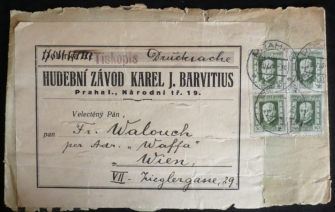 Tiskopis Drucksache
HUDEBNÍ ZÁVOD KAREL J. BARVITIUS
Praha I., Národní tř. 19.
Velectěný Pán
pan Fr. Walouch
per Adr. "Waffa"
Wien,
VII - Zieglergasse, 29
PRAHA